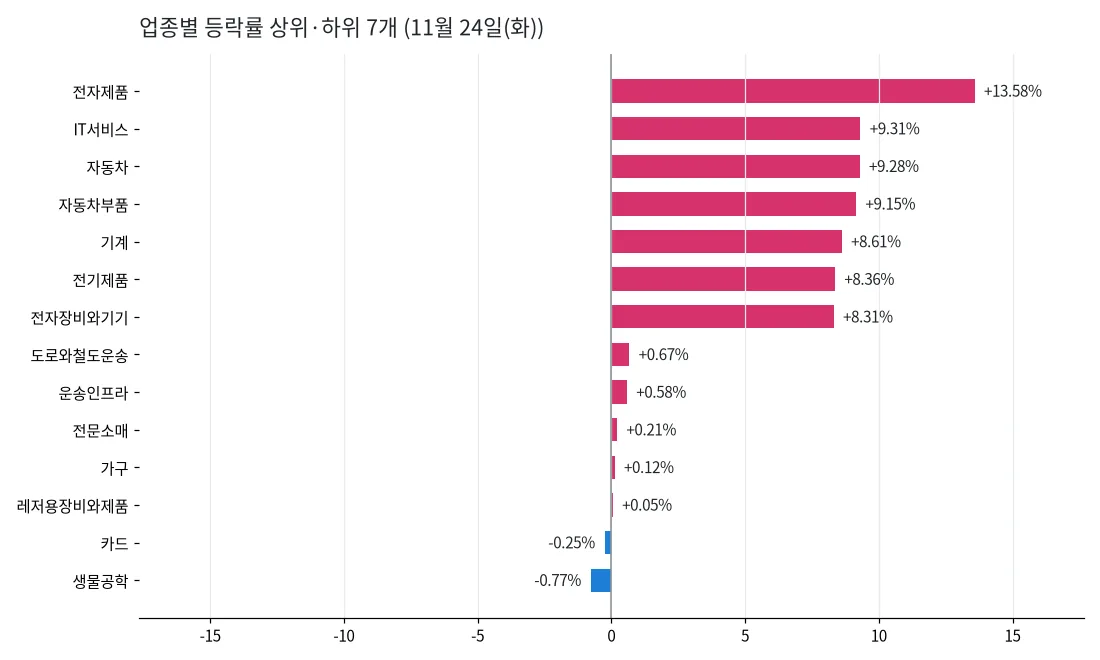 업종별 등락률 상위·하위 7개 (11월 24일(화))
전자제품 +13.58%
IT서비스 +9.31%
자동차 +9.28%
자동차부품 +9.15%
기계 +8.61%
전기제품 +8.36%
전자장비와기기 +8.31%
도로와철도운송 +0.67%
운송인프라 +0.58%
전문소매 +0.21%
가구 +0.12%
레저용장비와제품 +0.05%
카드 -0.25%
생물공학 -0.77%
-15 -10 -5 0 5 10 15